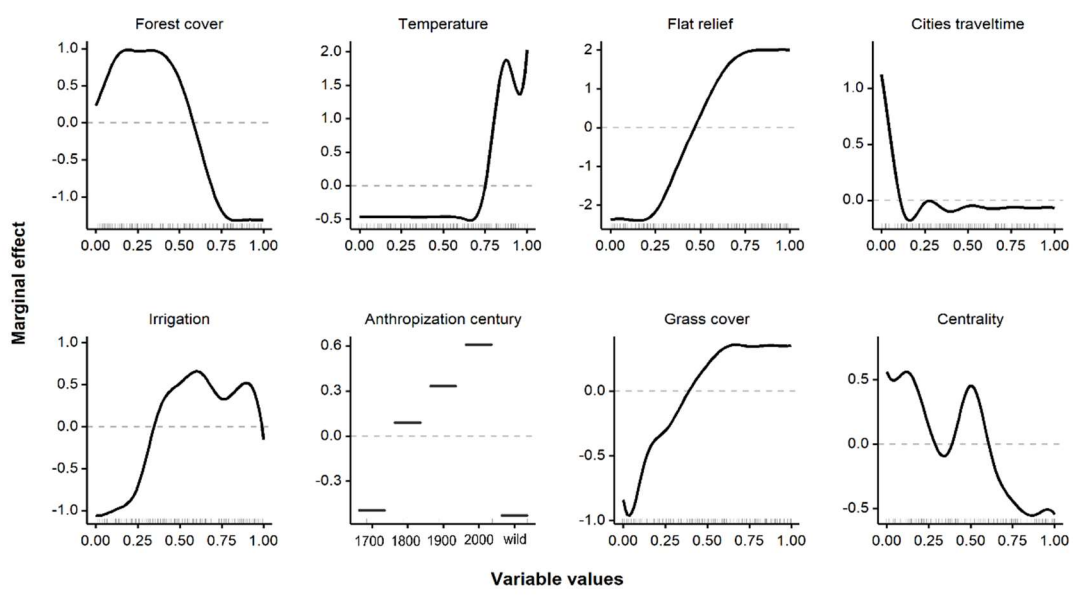 Forest cover
Temperature
Flat relief
Cities traveltime
1.0
0.5
0.0
-0.5
-1.0
0.00 0.25 0.50 0.75 1.00
2.0
1.5
1.0
0.5
0.0
-0.5
0.00 0.25 0.50 0.75 1.00
2
1
0
-1
-2
0.00 0.25 0.50 0.75 1.00
1.0
0.5
0.0
0.00 0.25 0.50 0.75 1.00
Marginal effect
Irrigation
Anthropization century
Grass cover
Centrality
1.0
0.5
0.0
-0.5
-1.0
0.00 0.25 0.50 0.75 1.00
0.6
0.3
0.0
-0.3
1700 1800 1900 2000 wild
0.0
-0.5
-1.0
0.00 0.25 0.50 0.75 1.00
0.5
0.0
-0.5
0.00 0.25 0.50 0.75 1.00
Variable values